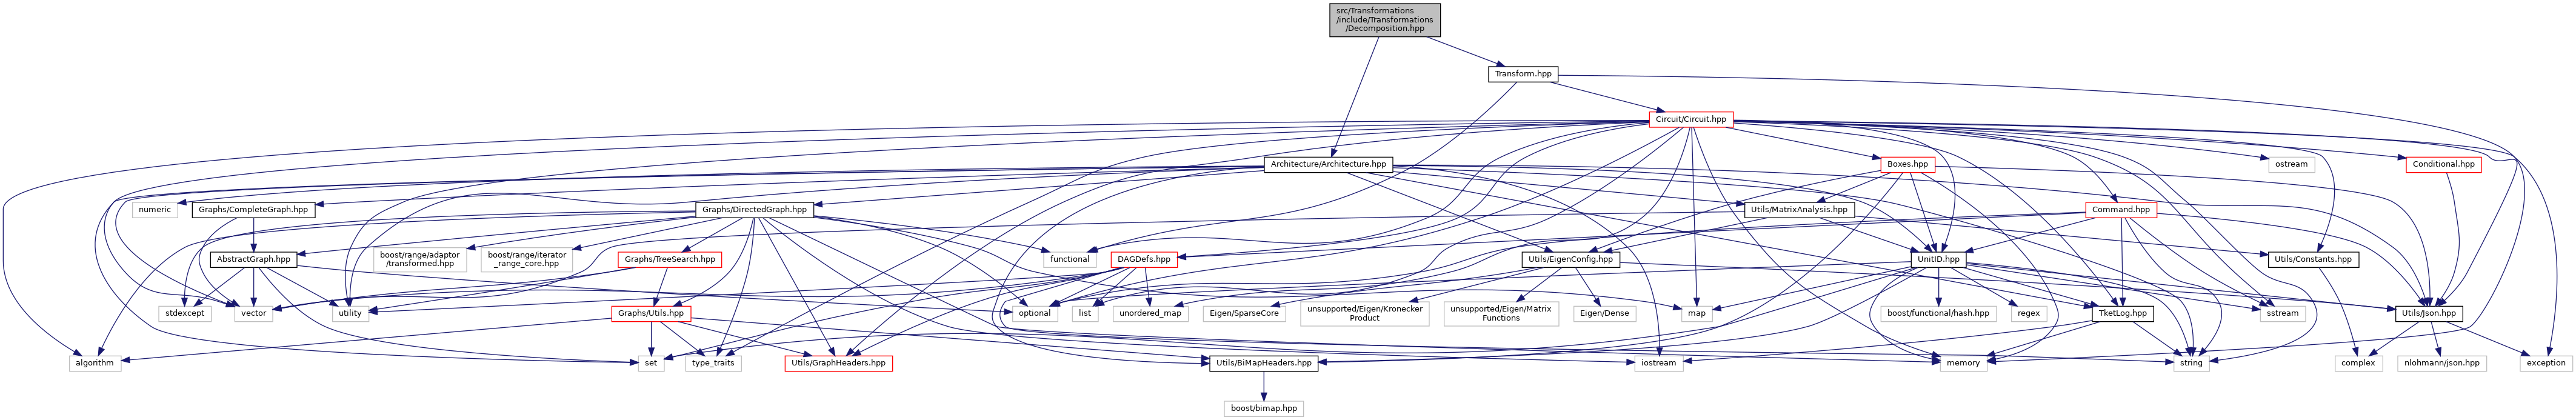 src/Transformations
/include/Transformations
/Decomposition.hpp
Transform.hpp
Circuit/Circuit.hpp
Architecture/Architecture.hpp
Boxes.hpp
ostream
Conditional.hpp
numeric
Graphs/CompleteGraph.hpp
Graphs/DirectedGraph.hpp
Utils/MatrixAnalysis.hpp
Command.hpp
AbstractGraph.hpp
boost/range/adaptor
/transformed.hpp
boost/range/iterator
_range_core.hpp
Graphs/TreeSearch.hpp
functional
DAGDefs.hpp
Utils/EigenConfig.hpp
UnitID.hpp
Utils/Constants.hpp
stdexcept
vector
utility
Graphs/Utils.hpp
optional
list
unordered_map
Eigen/SparseCore
unsupported/Eigen/Kronecker
Product
unsupported/Eigen/Matrix
Functions
Eigen/Dense
map
boost/functional/hash.hpp
regex
TketLog.hpp
sstream
Utils/Json.hpp
algorithm
set
type_traits
Utils/GraphHeaders.hpp
Utils/BiMapHeaders.hpp
iostream
memory
string
complex
nlohmann/json.hpp
exception
boost/bimap.hpp